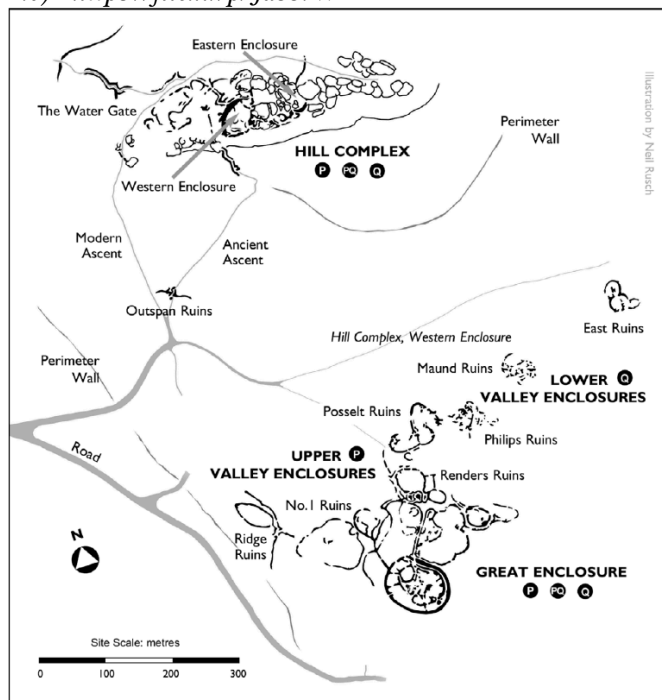 Eastern Enclosure
The Water Gate
HILL COMPLEX
P PQ Q
Western Enclosure
Perimeter
Wall
Illustration by Neil Rusch
Modern
Ascent
Ancient
Ascent
Outspan Ruins
East Ruins
Hill Complex, Western Enclosure
Perimeter
Wall
Maund Ruins
LOWER Q
VALLEY ENCLOSURES
Posselt Ruins
Philips Ruins
Road
UPPER P
VALLEY ENCLOSURES
Renders Ruins
No.1 Ruins
Ridge
Ruins
N
GREAT ENCLOSURE
P PQ Q
Site Scale: metres
0 100 200 300